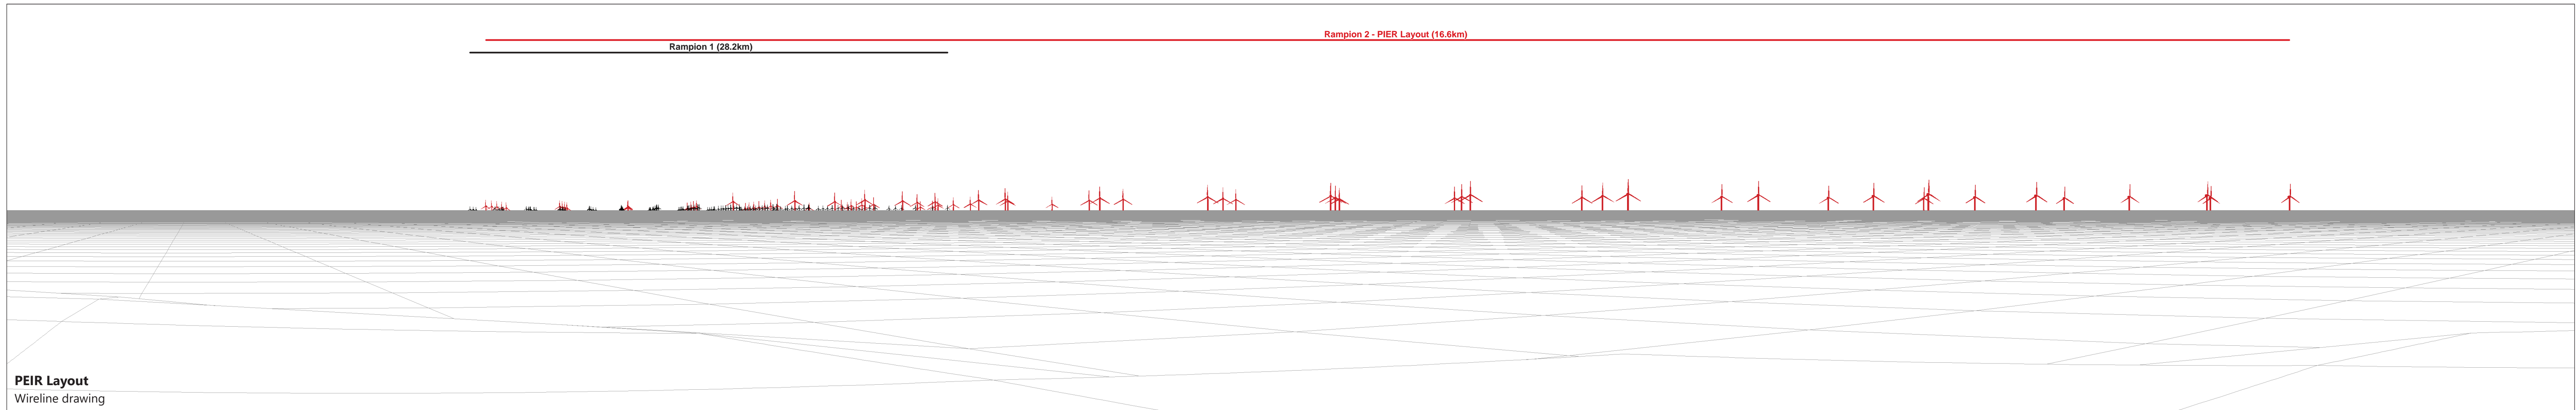 Rampion 2 - PIER Layout (16.6km)
Rampion 1 (28.2km)
PEIR Layout
Wireline drawing